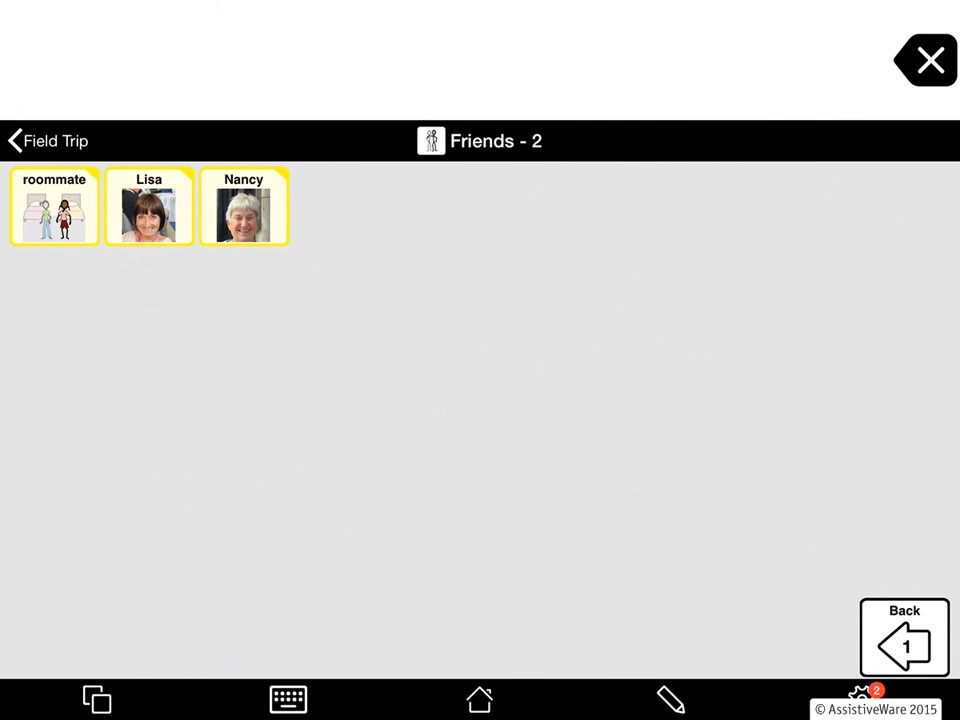 Field Trip
Friends - 2
roommate
Lisa
Nancy
Back
1
2
© AssistiveWare 2015